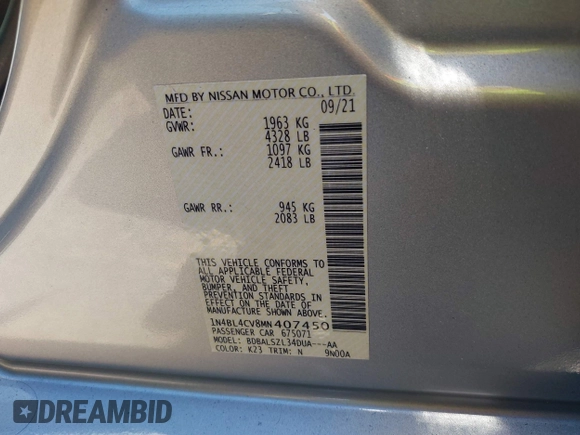 MFD BY NISSAN MOTOR CO., LTD.
DATE: 09/21
GVWR: 1963 KG
4328 LB
GAWR FR.: 1097 KG
2418 LB
GAWR RR.: 945 KG
2083 LB
THIS VEHICLE CONFORMS TO
ALL APPLICABLE FEDERAL
MOTOR VEHICLE SAFETY,
BUMPER, AND THEFT
PREVENTION STANDARDS IN
EFFECT ON THE DATE OF
MANUFACTURE SHOWN ABOVE.
1N4BL4CV8MN407450
PASSENGER CAR 675071
MODEL: BDBALSZL34DUA---AA
COLOR: K23 TRIM: N 9N00A
DREAMBID